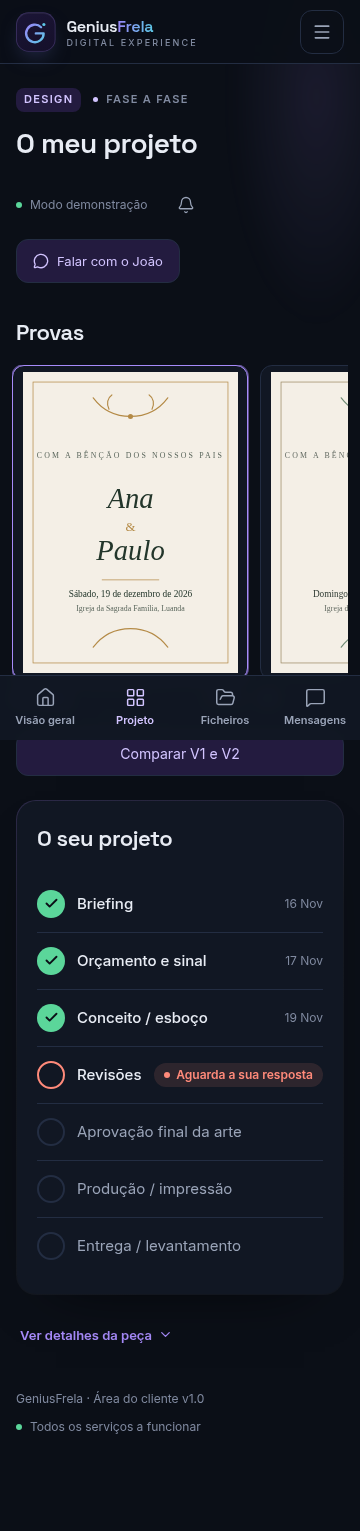 GeniusFrela
DIGITAL EXPERIENCE
DESIGN
FASE A FASE
O meu projeto
Modo demonstração
Falar com o João
Provas
COM A BÊNÇÃO DOS NOSSOS PAIS
Ana
&
Paulo
Sábado, 19 de dezembro de 2026
Igreja da Sagrada Família, Luanda
COM A BÊN
Domingo
Igreja d
Visão geral
Projeto
Ficheiros
Mensagens
Comparar V1 e V2
O seu projeto
Briefing 16 Nov
Orçamento e sinal 17 Nov
Conceito / esboço 19 Nov
Revisões Aguarda a sua resposta
Aprovação final da arte
Produção / impressão
Entrega / levantamento
Ver detalhes da peça
GeniusFrela · Área do cliente v1.0
Todos os serviços a funcionar